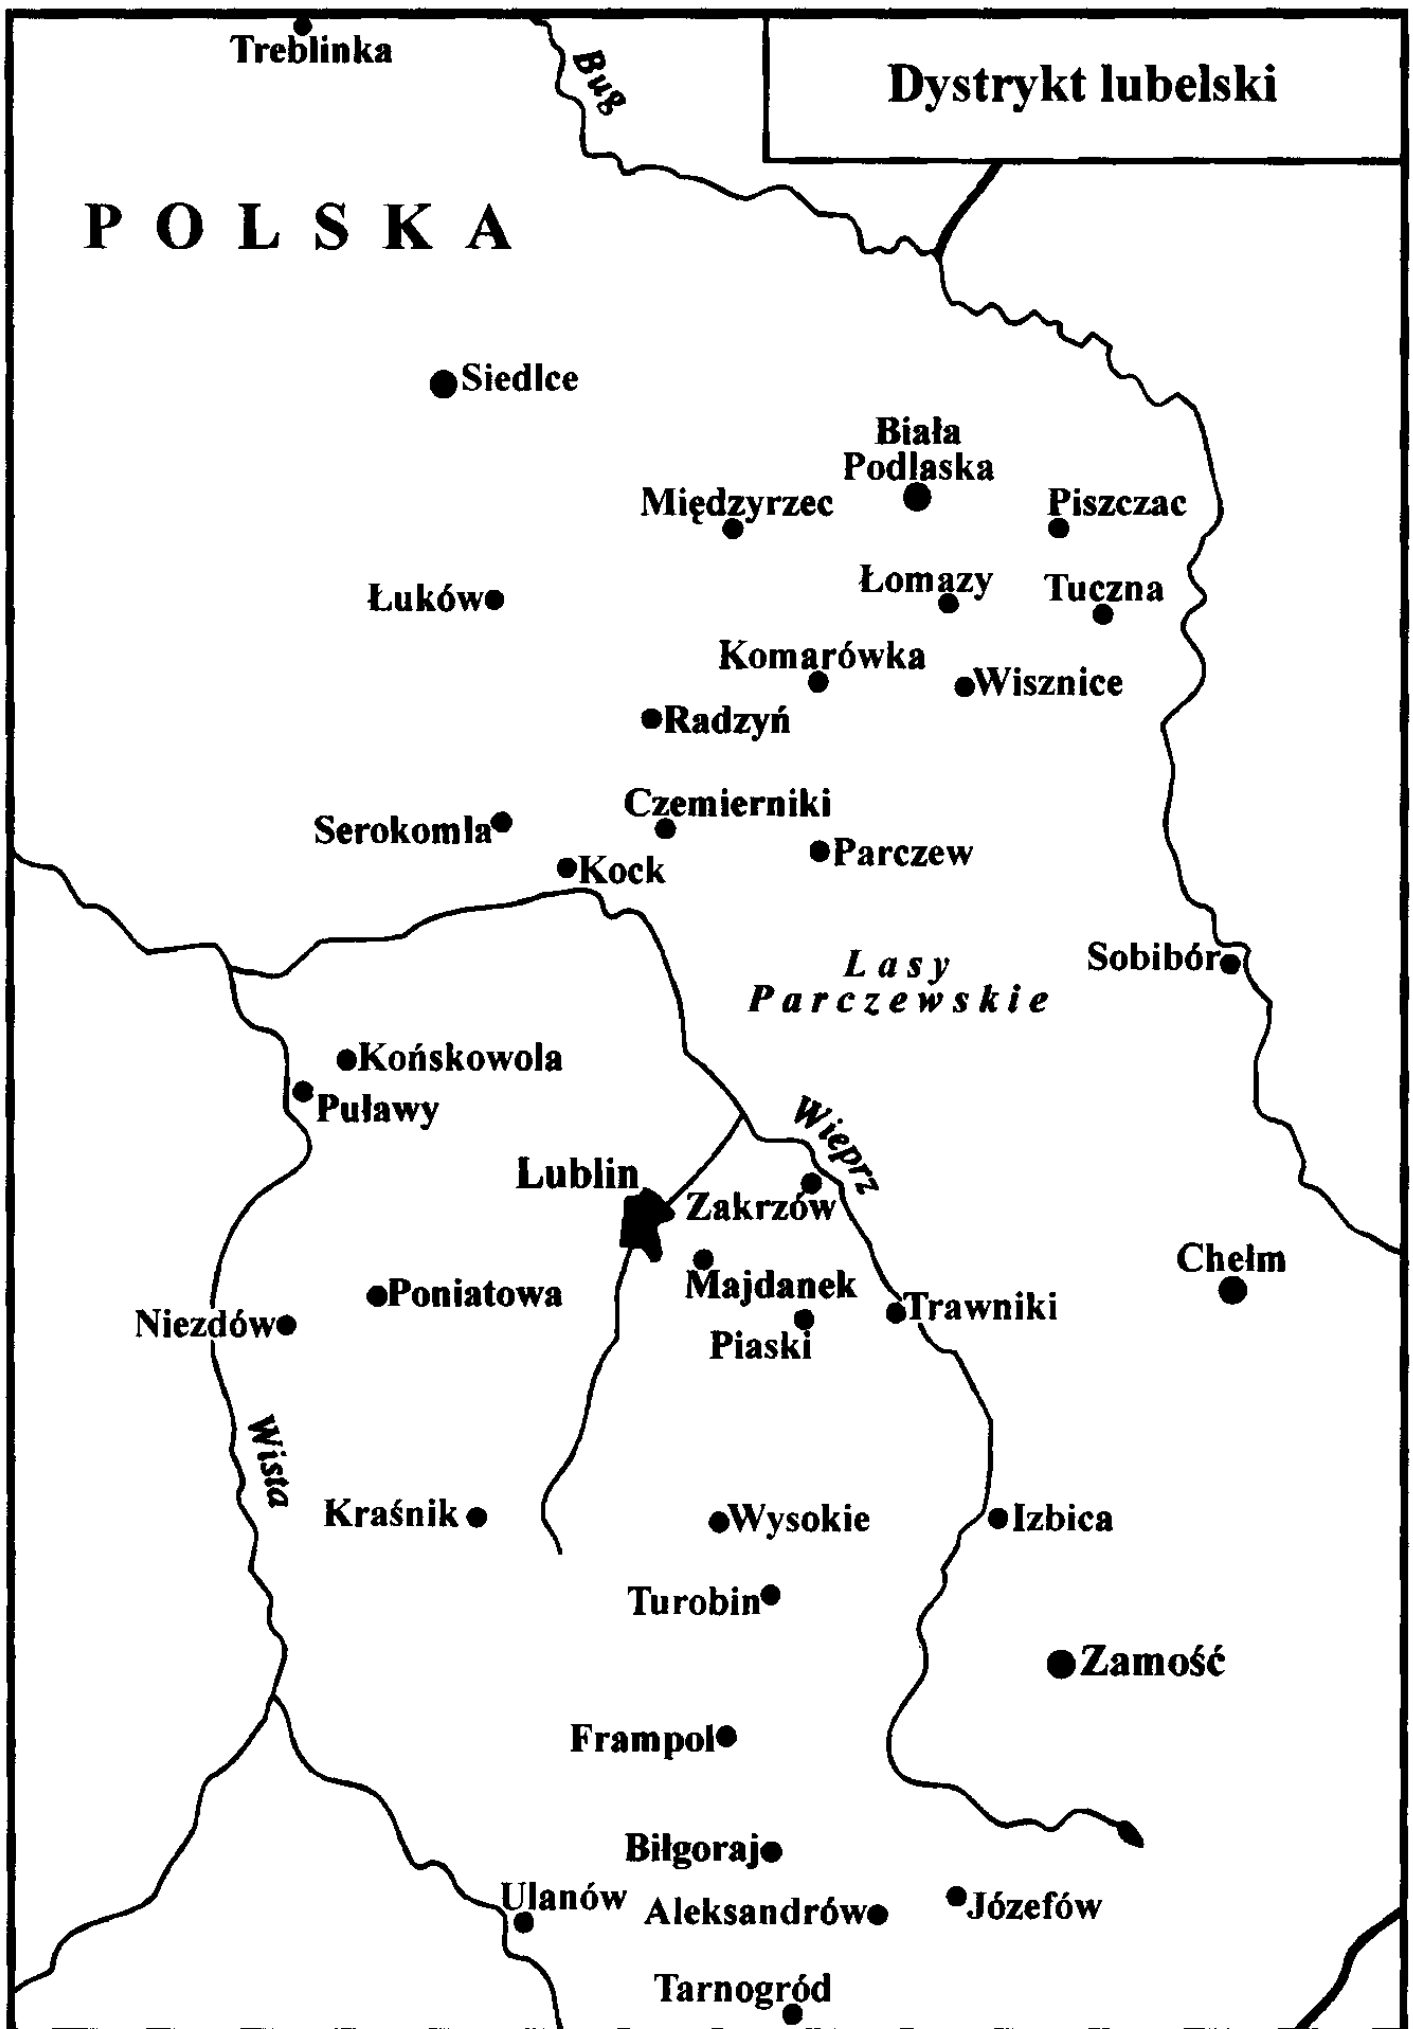 Treblinka
Bug
Dystrykt lubelski
POLSKA
Siedlce
Biała
Podlaska
Międzyrzec
Piszczac
Łomazy
Tuczna
Łuków
Komarówka
Wisznice
Radzyń
Czemierniki
Serokomla
Parczew
Kock
Lasy
Parczewskie
Sobibór
Końskowola
Puławy
Wieprz
Lublin
Zakrzów
Chełm
Majdanek
Poniatowa
Trawniki
Niezdów
Piaski
Wisła
Kraśnik
Wysokie
Izbica
Turobin
Zamość
Frampol
Biłgoraj
Ulanów
Aleksandrów
Józefów
Tarnogród